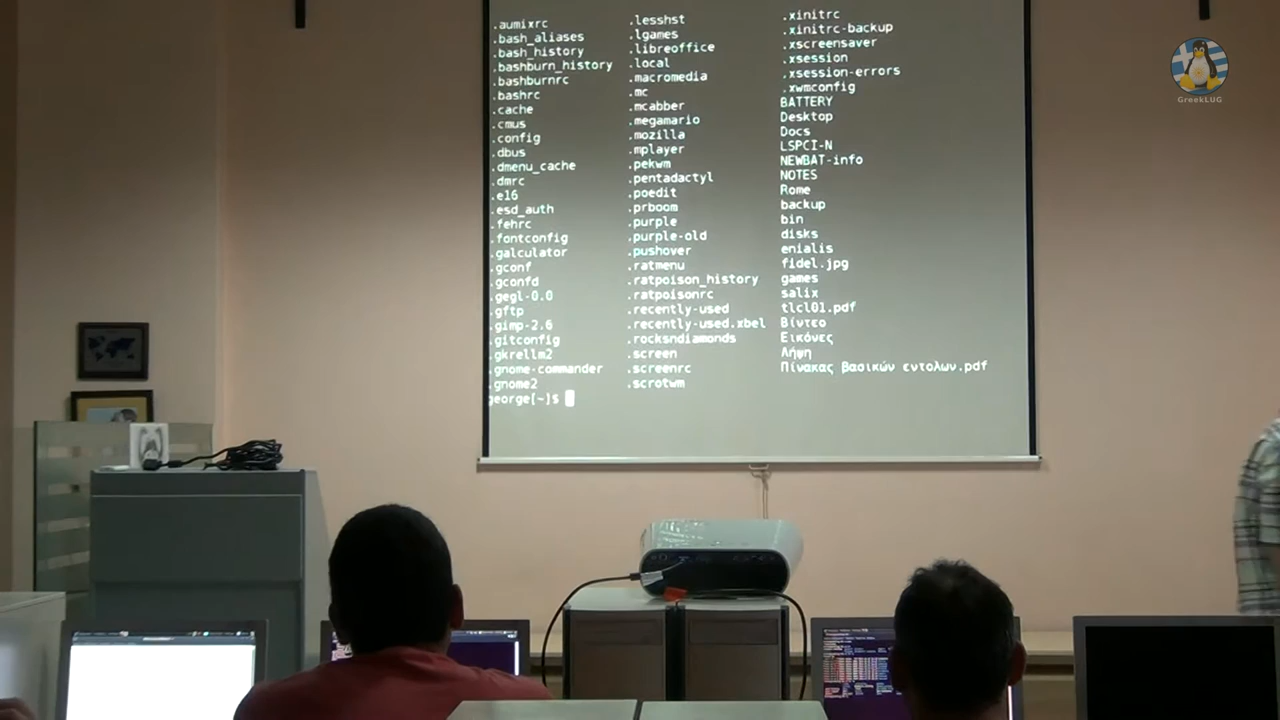 .aumixrc
.bash_aliases
.bash_history
.bashburn_history
.bashburnrc
.bashrc
.cache
.cmus
.config
.dbus
.dmenu_cache
.dmrc
.e16
.esd_auth
.fehrc
.fontconfig
.galculator
.gconf
.gconfd
.gegl-0.0
.gftp
.gimp-2.6
.gitconfig
.gkrellm2
.gnome-commander
.gnome2
george[~]$
.lesshst
.lgames
.libreoffice
.local
.macromedia
.mc
.mcabber
.megamario
.mozilla
.mplayer
.pekwm
.pentadactyl
.poedit
.prboom
.purple
.purple-old
.pushover
.ratmenu
.ratpoison_history
.ratpoisonrc
.recently-used
.recently-used.xbel
.rocksndiamonds
.screen
.screenrc
.scrotwm
.xinitrc
.xinitrc-backup
.xscreensaver
.xsession
.xsession-errors
.xwmconfig
BATTERY
Desktop
Docs
LSPCI-N
NEWBAT-info
NOTES
Rome
backup
bin
disks
enialis
fidel.jpg
games
salix
tlcl01.pdf
Βίντεο
Εικόνες
Λήψη
Πίνακας βασικών εντολων.pdf
GreekLUG